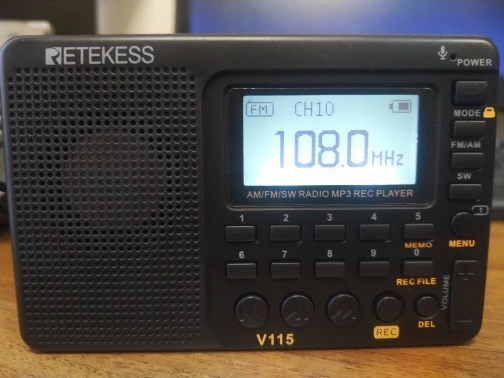 RETEKESS
POWER
MODE
FM/AM
SW
FM CH10
108.0MHz
AM/FM/SW RADIO MP3 REC PLAYER
1 2 3 4 5
MEMO
MENU
6 7 8 9 0
REC FILE
VOLUME
REC
DEL
V115